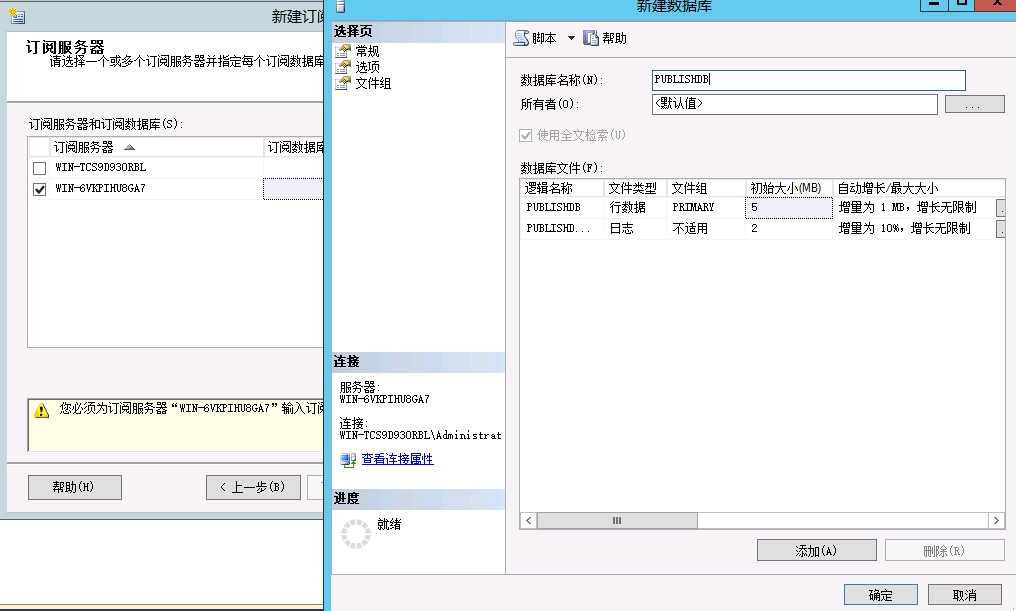 新建订阅
订阅服务器
请选择一个或多个订阅服务器并指定每个订阅数据库
订阅服务器和订阅数据库(S):
订阅服务器 订阅数据库
WIN-TCS9D93ORBL
WIN-6VKPIHU8GA7
您必须为订阅服务器“WIN-6VKPIHU8GA7”输入订阅
帮助(H)
< 上一步(B)
新建数据库
选择页
常规
选项
文件组
连接
服务器:
WIN-6VKPIHU8GA7
连接:
WIN-TCS9D93ORBL\Administrat
查看连接属性
进度
就绪
脚本 帮助
数据库名称(N): PUBLISHDB
所有者(O): <默认值> ...
使用全文检索(U)
数据库文件(F):
逻辑名称 文件类型 文件组 初始大小(MB) 自动增长/最大大小
PUBLISHDB 行数据 PRIMARY 5 增量为 1 MB，增长无限制
PUBLISHD... 日志 不适用 2 增量为 10%，增长无限制
添加(A) 删除(R)
确定 取消